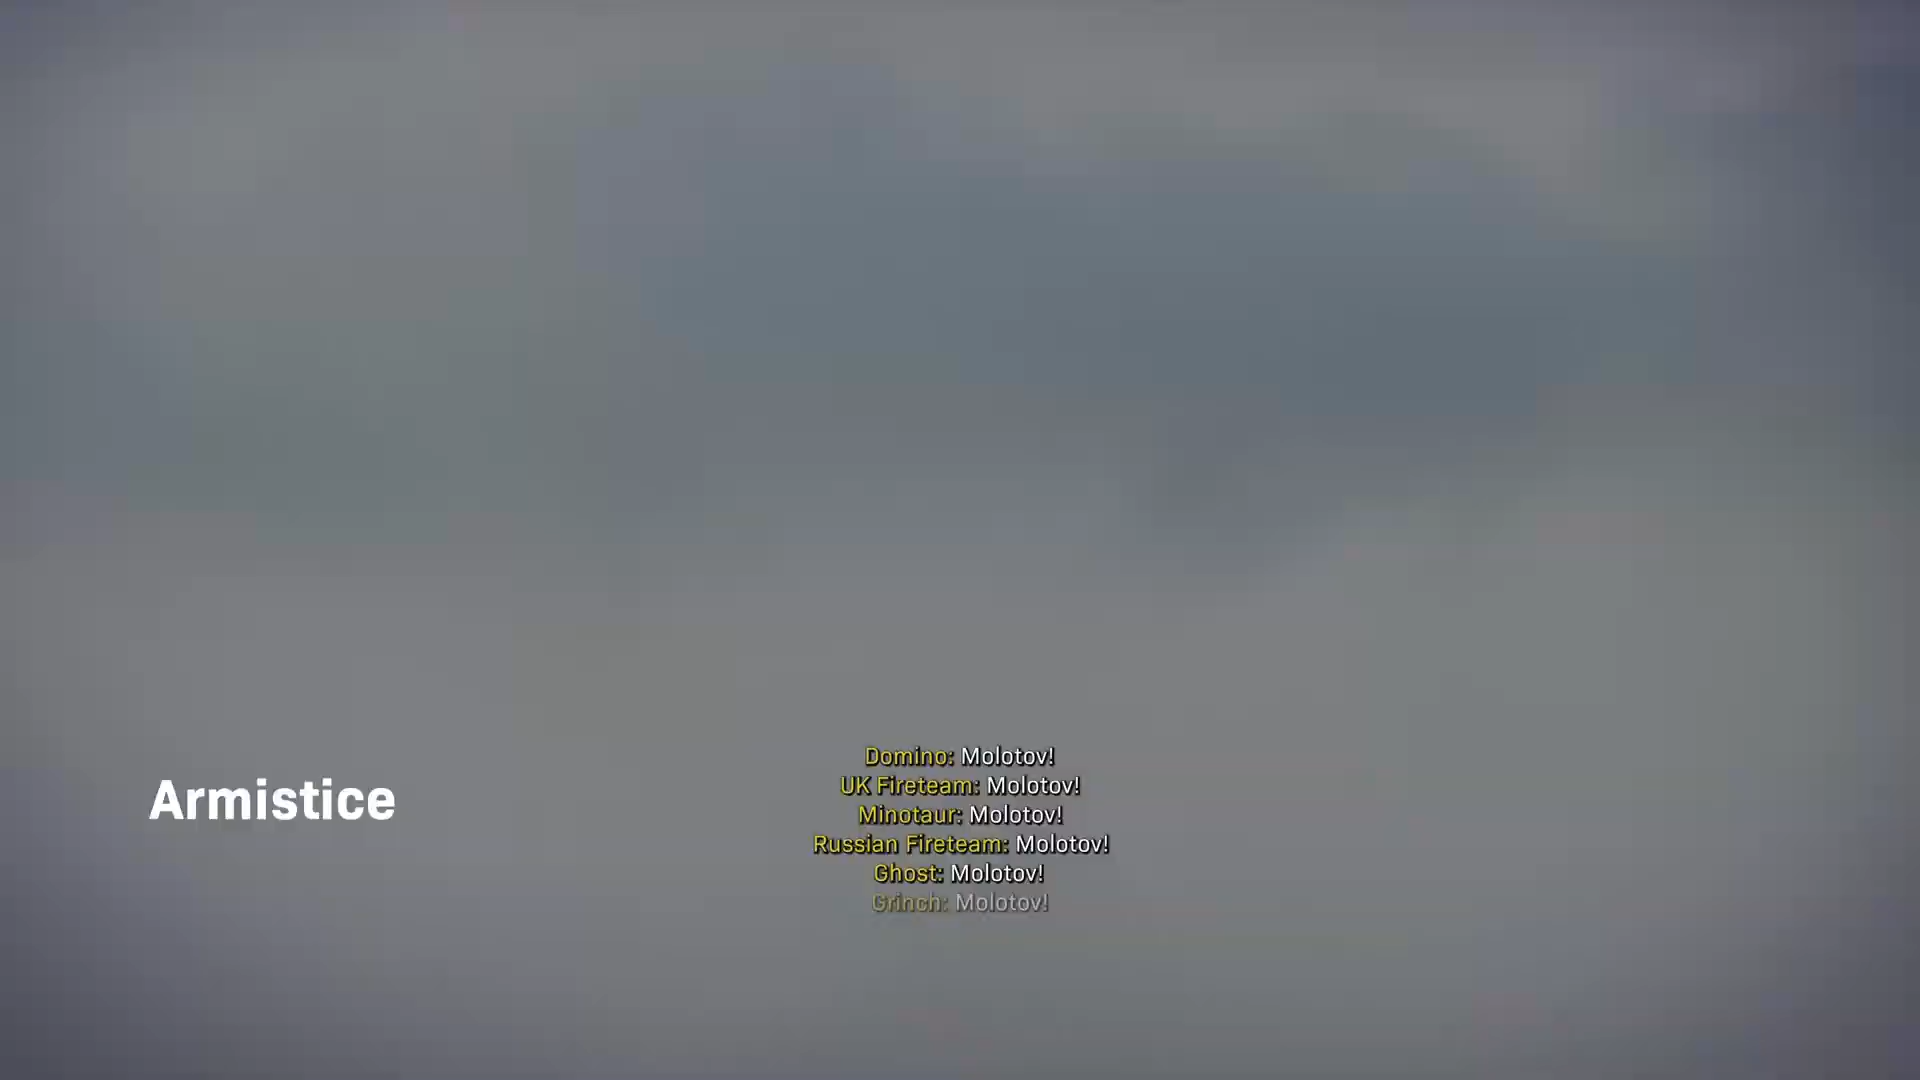 Domino: Molotov!
UK Fireteam: Molotov!
Armistice
Minotaur: Molotov!
Russian Fireteam: Molotov!
Ghost: Molotov!
Grinch: Molotov!